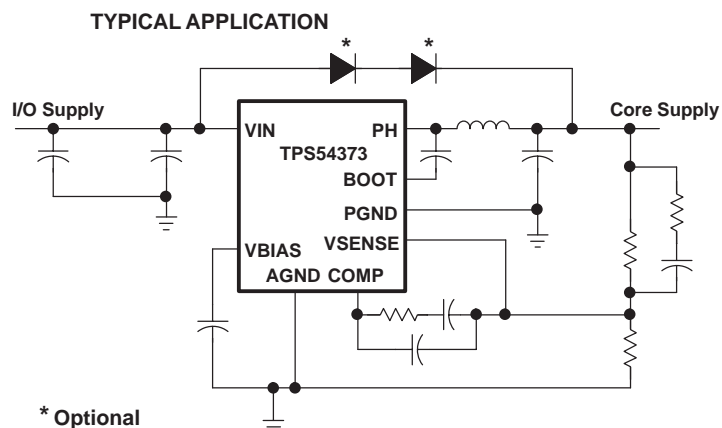 TYPICAL APPLICATION
* *
I/O Supply
Core Supply
VIN
PH
TPS54373
BOOT
PGND
VSENSE
VBIAS
AGND COMP
* Optional